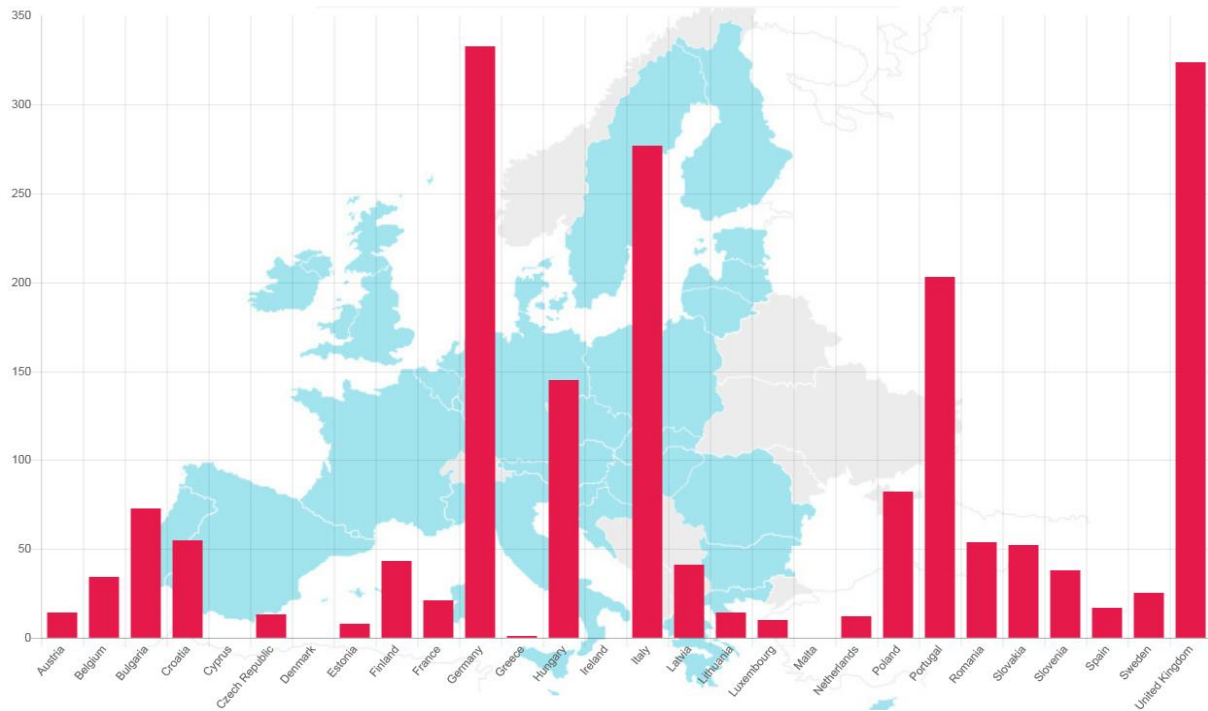 350
300
250
200
150
100
50
0
Austria
Belgium
Bulgaria
Croatia
Cyprus
Czech Republic
Denmark
Estonia
Finland
France
Germany
Greece
Hungary
Ireland
Italy
Latvia
Lithuania
Luxembourg
Malta
Netherlands
Poland
Portugal
Romania
Slovakia
Slovenia
Spain
Sweden
United Kingdom